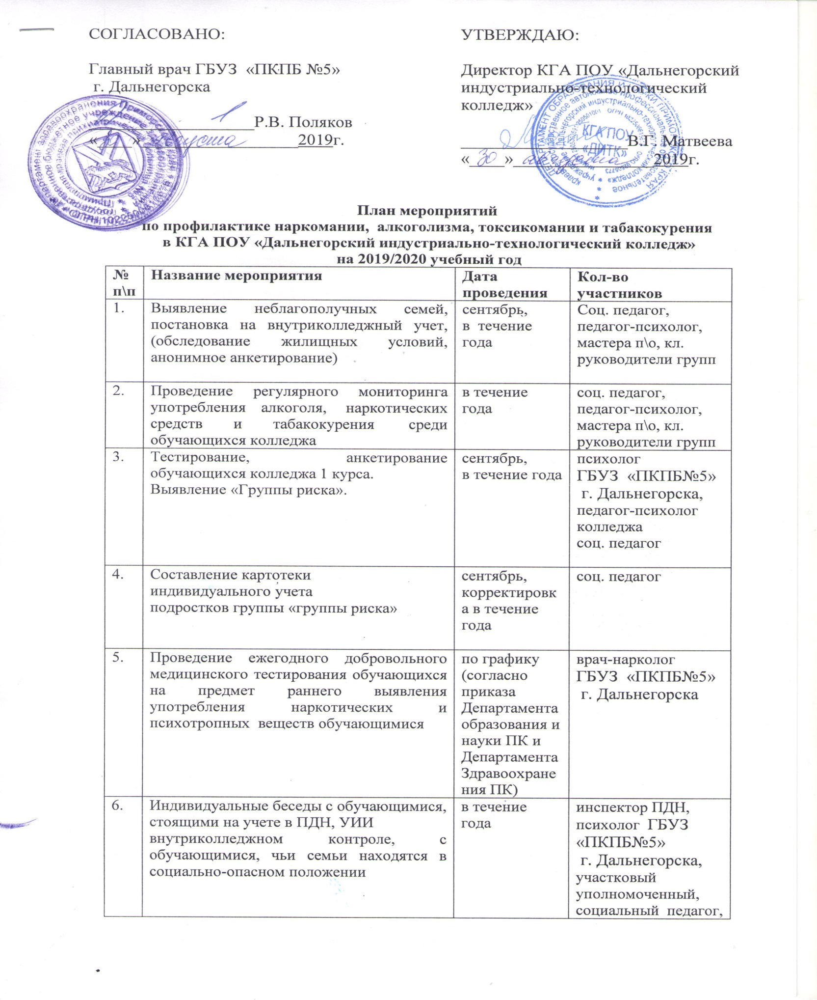 СОГЛАСОВАНО:
Главный врач ГБУЗ «ПКПБ №5»
г. Дальнегорска
Р.В. Поляков
«30» августа 2019г.
УТВЕРЖДАЮ:
Директор КГА ПОУ «Дальнегорский
индустриально-технологический
колледж»
В.Г. Матвеева
«30» августа 2019г.
КГА ПОУ
«ДИТК»
План мероприятий
по профилактике наркомании, алкоголизма, токсикомании и табакокурения
в КГА ПОУ «Дальнегорский индустриально-технологический колледж»
на 2019/2020 учебный год
№
п\п
Название мероприятия
Дата
проведения
Кол-во
участников
1.
Выявление неблагополучных семей,
постановка на внутриколледжный учет,
(обследование жилищных условий,
анонимное анкетирование)
сентябрь,
в течение
года
Соц. педагог,
педагог-психолог,
мастера п\о, кл.
руководители групп
2.
Проведение регулярного мониторинга
употребления алкоголя, наркотических
средств и табакокурения среди
обучающихся колледжа
в течение
года
соц. педагог,
педагог-психолог,
мастера п\о, кл.
руководители групп
3.
Тестирование, анкетирование
обучающихся колледжа 1 курса.
Выявление «Группы риска».
сентябрь,
в течение года
психолог
ГБУЗ «ПКПБ№5»
г. Дальнегорска,
педагог-психолог
колледжа
соц. педагог
4.
Составление картотеки
индивидуального учета
подростков группы «группы риска»
сентябрь,
корректировк
а в течение
года
соц. педагог
5.
Проведение ежегодного добровольного
медицинского тестирования обучающихся
на предмет раннего выявления
употребления наркотических и
психотропных веществ обучающимися
по графику
(согласно
приказа
Департамента
образования и
науки ПК и
Департамента
Здравоохране
ния ПК)
врач-нарколог
ГБУЗ «ПКПБ№5»
г. Дальнегорска
6.
Индивидуальные беседы с обучающимися,
стоящими на учете в ПДН, УИИ
внутриколледжном контроле, с
обучающимися, чьи семьи находятся в
социально-опасном положении
в течение
года
инспектор ПДН,
психолог ГБУЗ
«ПКПБ№5»
г. Дальнегорска,
участковый
уполномоченный,
социальный педагог,